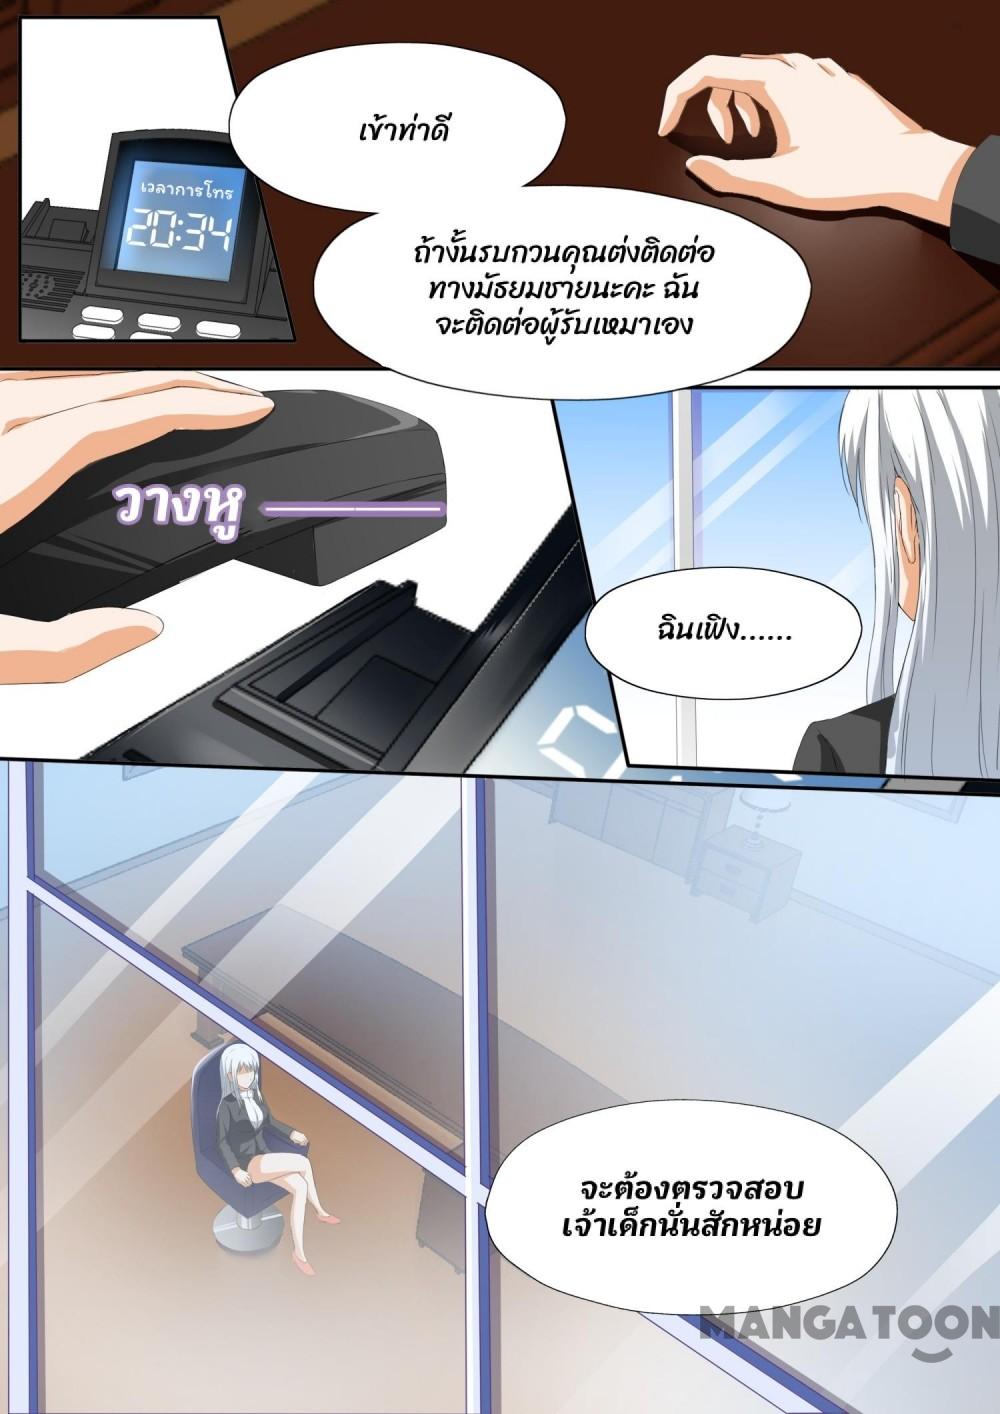 เข้าท่าดี
เวลาการโทร
20:34
ถ้างั้นรบกวนคุณต่งติดต่อ
ทางมัธยมชายนะคะ ฉัน
จะติดต่อผู้รับเหมาเอง
วางหู
ฉินเฟิง......
จะต้องตรวจสอบ
เจ้าเด็กนั่นสักหน่อย
MANGATOON